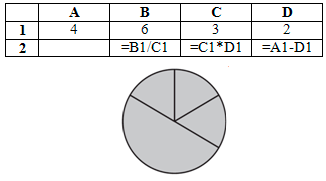 A B C D
1 4 6 3 2
2 =B1/C1 =C1*D1 =A1-D1